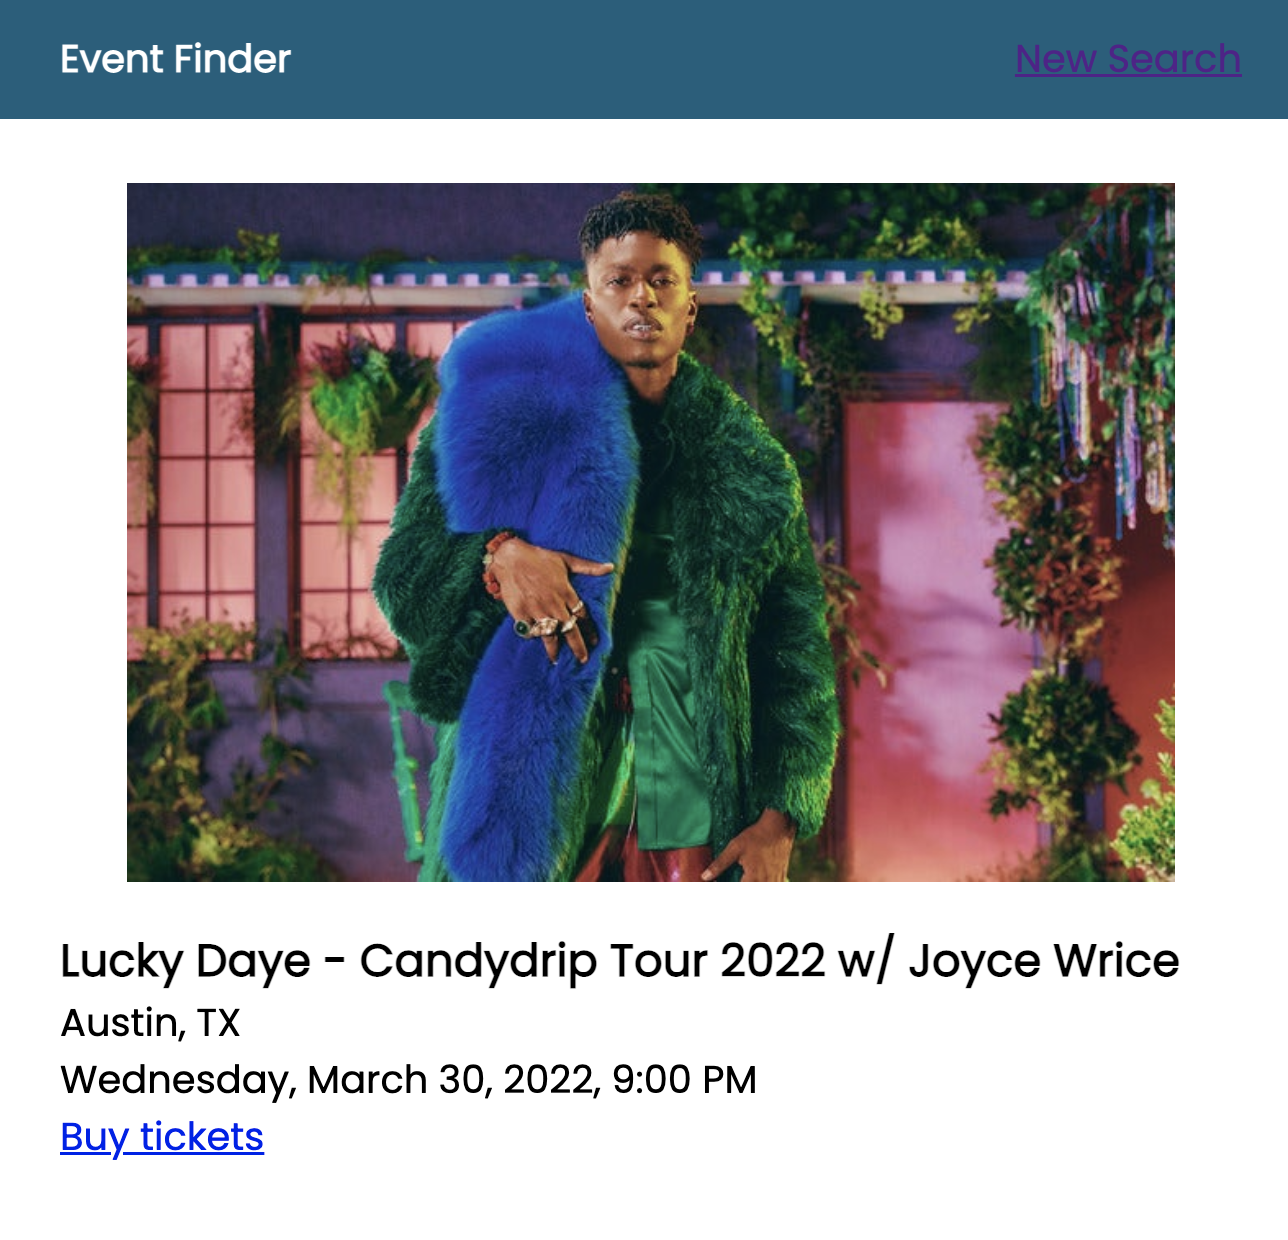 Event Finder
New Search
Lucky Daye - Candydrip Tour 2022 w/ Joyce Wrice
Austin, TX
Wednesday, March 30, 2022, 9:00 PM
Buy tickets